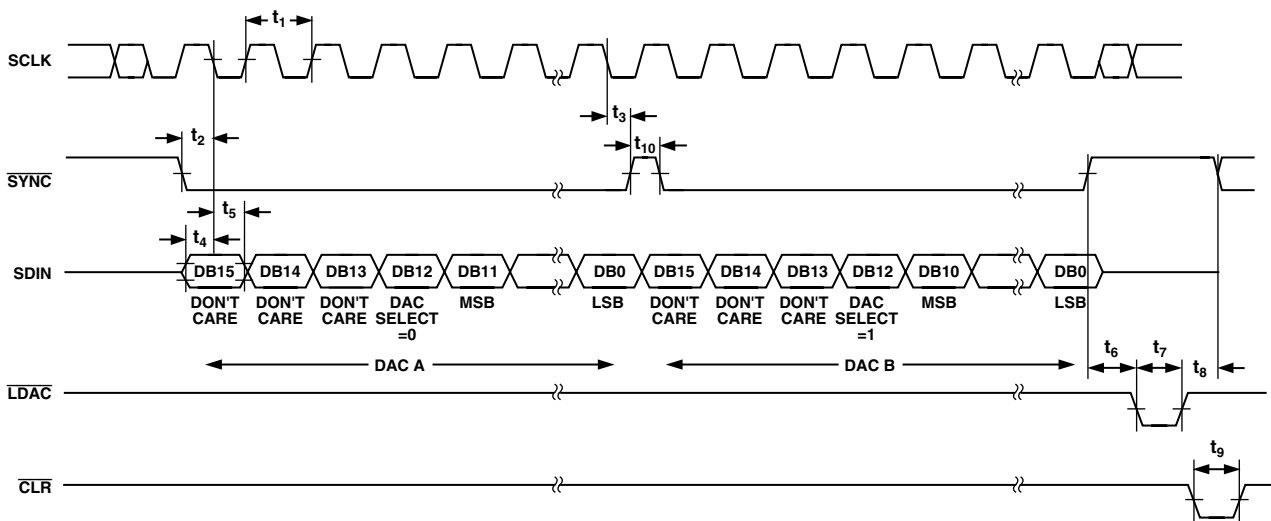 t1
SCLK
t3
t2
t10
SYNC
t5
t4
SDIN
DB15 DB14 DB13 DB12 DB11 DB0 DB15 DB14 DB13 DB12 DB10 DB0
DON'T DON'T DON'T DAC MSB LSB DON'T DON'T DON'T DAC MSB LSB
CARE CARE CARE SELECT CARE CARE CARE SELECT
=0 =1
t6 t7
DAC A DAC B
t8
LDAC
t9
CLR